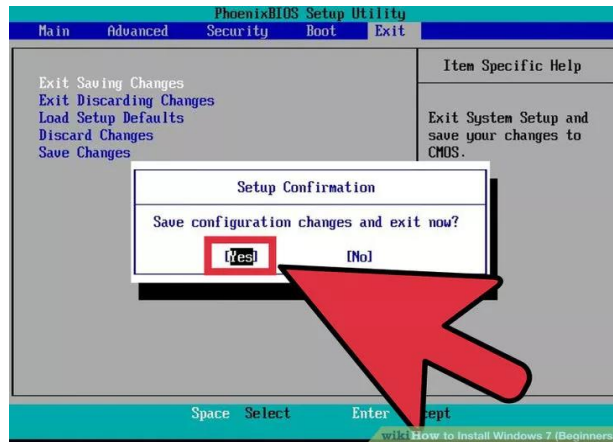 PhoenixBIOS Setup Utility
Main Advanced Security Boot Exit
Item Specific Help
Exit Saving Changes
Exit Discarding Changes
Load Setup Defaults
Discard Changes
Save Changes
Exit System Setup and
save your changes to
CMOS.
Setup Confirmation
Save configuration changes and exit now?
[Yes] [No]
Space Select Enter cept
wikiHow to Install Windows 7 (Beginners